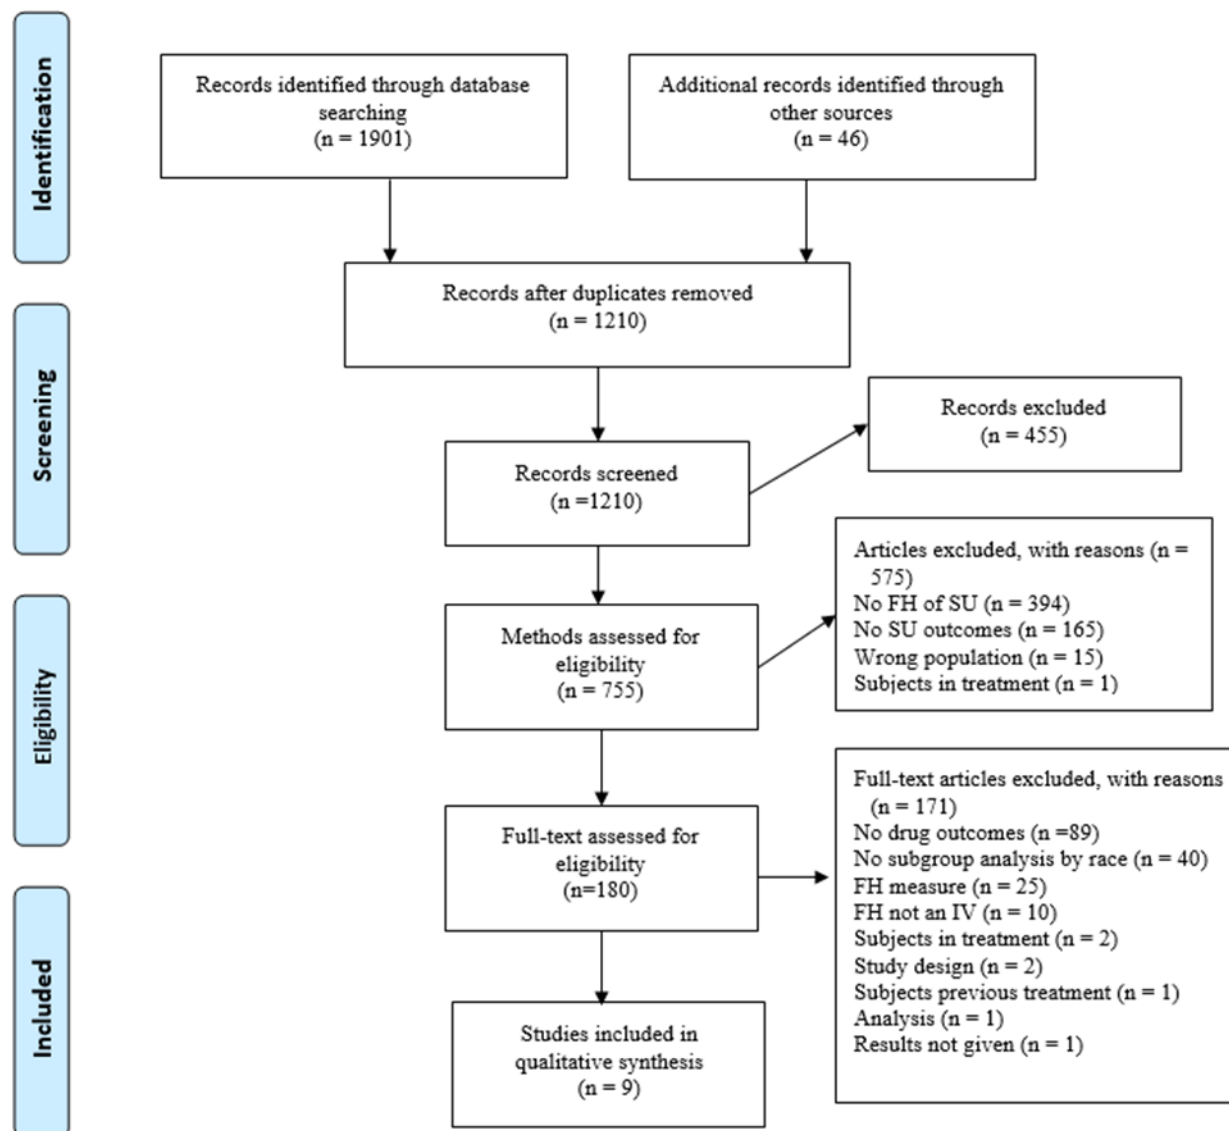 Identification
Records identified through database
searching
(n = 1901)
Additional records identified through
other sources
(n = 46)
Records after duplicates removed
(n = 1210)
Screening
Records excluded
(n = 455)
Records screened
(n =1210)
Articles excluded, with reasons (n =
575)
No FH of SU (n = 394)
No SU outcomes (n = 165)
Wrong population (n = 15)
Subjects in treatment (n = 1)
Eligibility
Methods assessed for
eligibility
(n = 755)
Full-text articles excluded, with reasons
(n = 171)
No drug outcomes (n =89)
No subgroup analysis by race (n = 40)
FH measure (n = 25)
FH not an IV (n = 10)
Subjects in treatment (n = 2)
Study design (n = 2)
Subjects previous treatment (n = 1)
Analysis (n = 1)
Results not given (n = 1)
Full-text assessed for
eligibility
(n=180)
Included
Studies included in
qualitative synthesis
(n = 9)